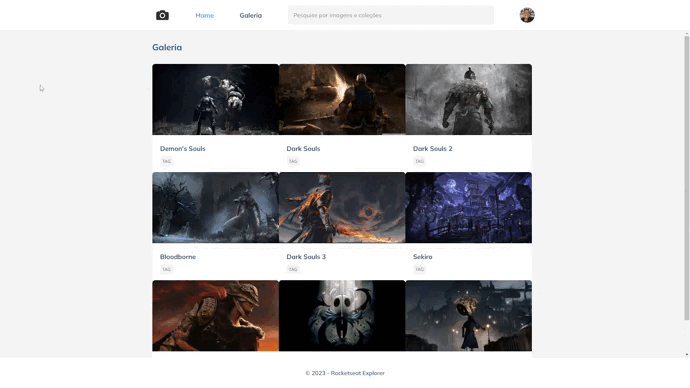 Home
Galeria
Pesquise por imagens e coleções
Galeria
Demon's Souls
Dark Souls
Dark Souls 2
TAG
TAG
TAG
Bloodborne
Dark Souls 3
Sekiro
TAG
TAG
TAG
© 2023 - Rocketseat Explorer